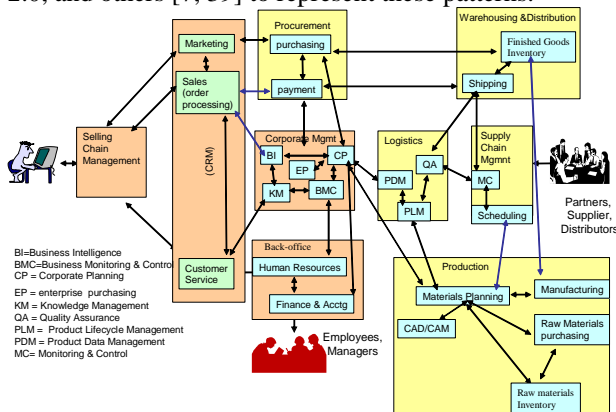 2.0, and others [7, 39] to represent these patterns.
Procurement
Warehousing &Distribution
Marketing
purchasing
Finished Goods
Inventory
Sales
(order
processing)
payment
Shipping
Selling
Chain
Management
(CRM)
Corporate Mgmt
BI
CP
EP
KM
BMC
Logistics
QA
PDM
PLM
Supply
Chain
Mgmnt
MC
Scheduling
Partners,
Supplier,
Distributors
BI=Business Intelligence
BMC=Business Monitoring & Control
CP = Corporate Planning
EP = enterprise purchasing
KM = Knowledge Management
QA = Quality Assurance
PLM = Product Lifecycle Management
PDM = Product Data Management
MC= Monitoring & Control
Customer
Service
Back-office
Human Resources
Finance & Acctg
Employees,
Managers
Production
Materials Planning
Manufacturing
CAD/CAM
Raw Materials
purchasing
Raw materials
Inventory